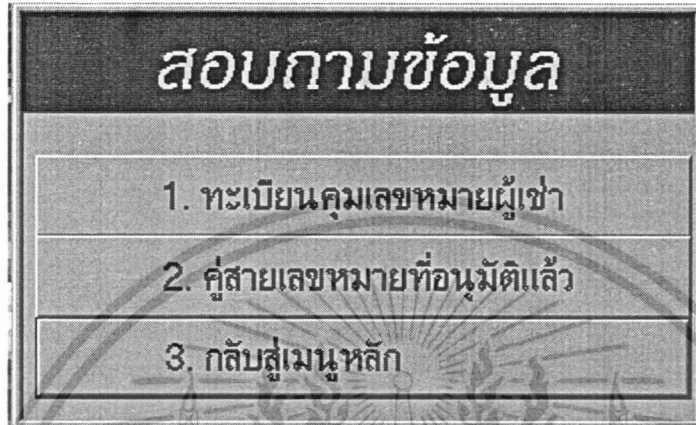 สอบถามข้อมูล
1. ทะเบียนคุมเลขหมายผู้เช่า
2. คู่สายเลขหมายที่อนุมัติแล้ว
3. กลับสู่เมนูหลัก